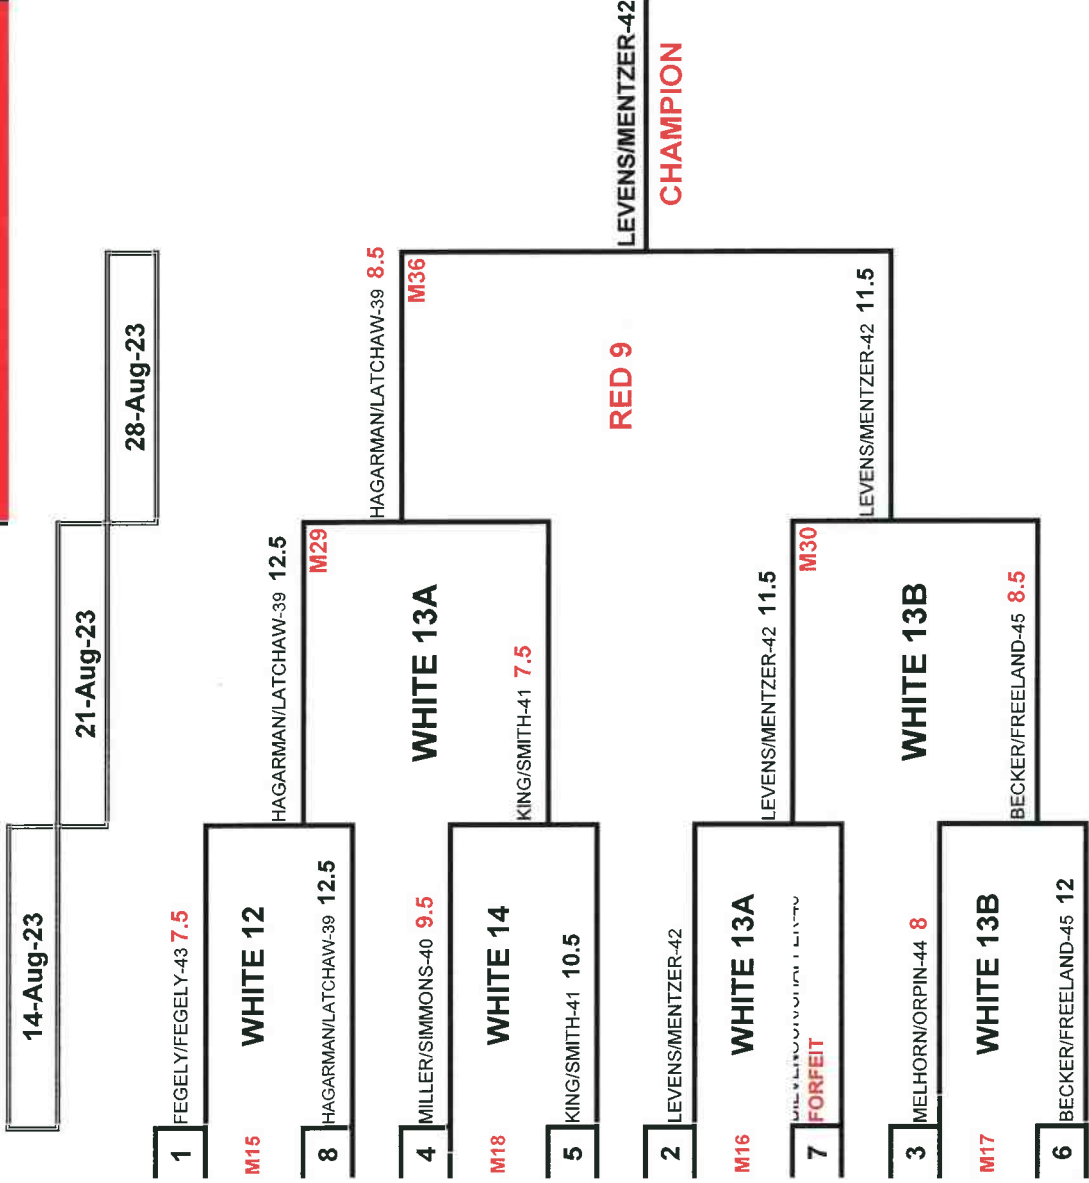 14-Aug-23
21-Aug-23
28-Aug-23
1
FEGELY/FEGELY-43 7.5
M15
WHITE 12
8
HAGARMAN/LATCHAW-39 12.5
4
MILLER/SIMMONS-40 9.5
M18
WHITE 14
5
KING/SMITH-41 10.5
2
LEVENS/MENTZER-42
M16
WHITE 13A
7
FORFEIT
3
MELHORN/ORPIN-44 8
M17
WHITE 13B
6
BECKER/FREELAND-45 12
HAGARMAN/LATCHAW-39 12.5
M29
WHITE 13A
KING/SMITH-41 7.5
LEVENS/MENTZER-42 11.5
M30
WHITE 13B
BECKER/FREELAND-45 8.5
HAGARMAN/LATCHAW-39 8.5
M36
RED 9
LEVENS/MENTZER-42 11.5
LEVENS/MENTZER-42
CHAMPION